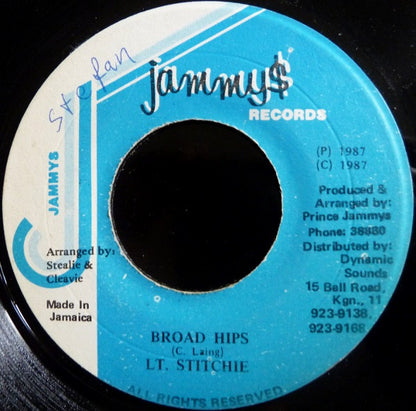 Stefan
jammy$
RECORDS
JAMMYS
(P) 1987
(C) 1987
Produced &
Arranged by:
Prince Jammys
Phone: 38880
Distributed by:
Dynamic
Sounds
15 Bell Road,
Kgn., 11
923-9138.
923-9168.
Arranged by:
Stealie &
Cleavie
Made In
Jamaica
BROAD HIPS
(C. Laing)
LT. STITCHIE
ALL RIGHTS RESERVED